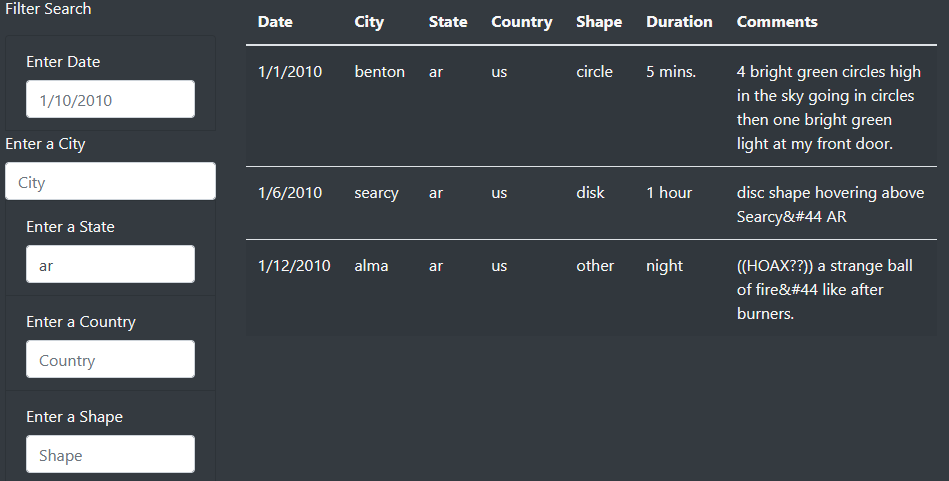 Filter Search
Enter Date
1/10/2010
Enter a City
City
Enter a State
ar
Enter a Country
Country
Enter a Shape
Shape
Date City State Country Shape Duration Comments
1/1/2010 benton ar us circle 5 mins. 4 bright green circles high
in the sky going in circles
then one bright green
light at my front door.
1/6/2010 searcy ar us disk 1 hour disc shape hovering above
Searcy&#44 AR
1/12/2010 alma ar us other night ((HOAX??)) a strange ball
of fire&#44 like after
burners.